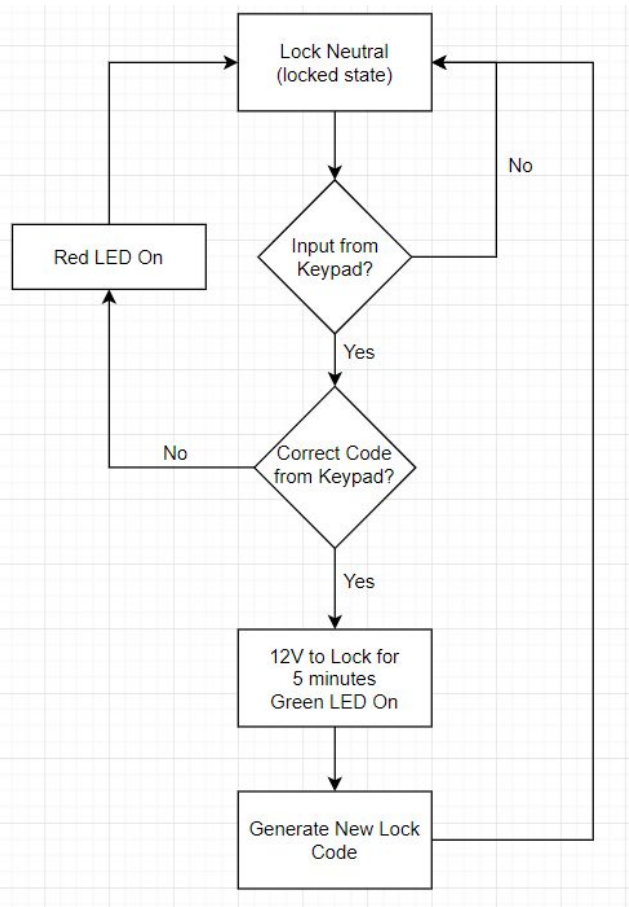 Lock Neutral
(locked state)
No
Input from
Keypad?
Red LED On
Yes
No
Correct Code
from Keypad?
Yes
12V to Lock for
5 minutes
Green LED On
Generate New Lock
Code